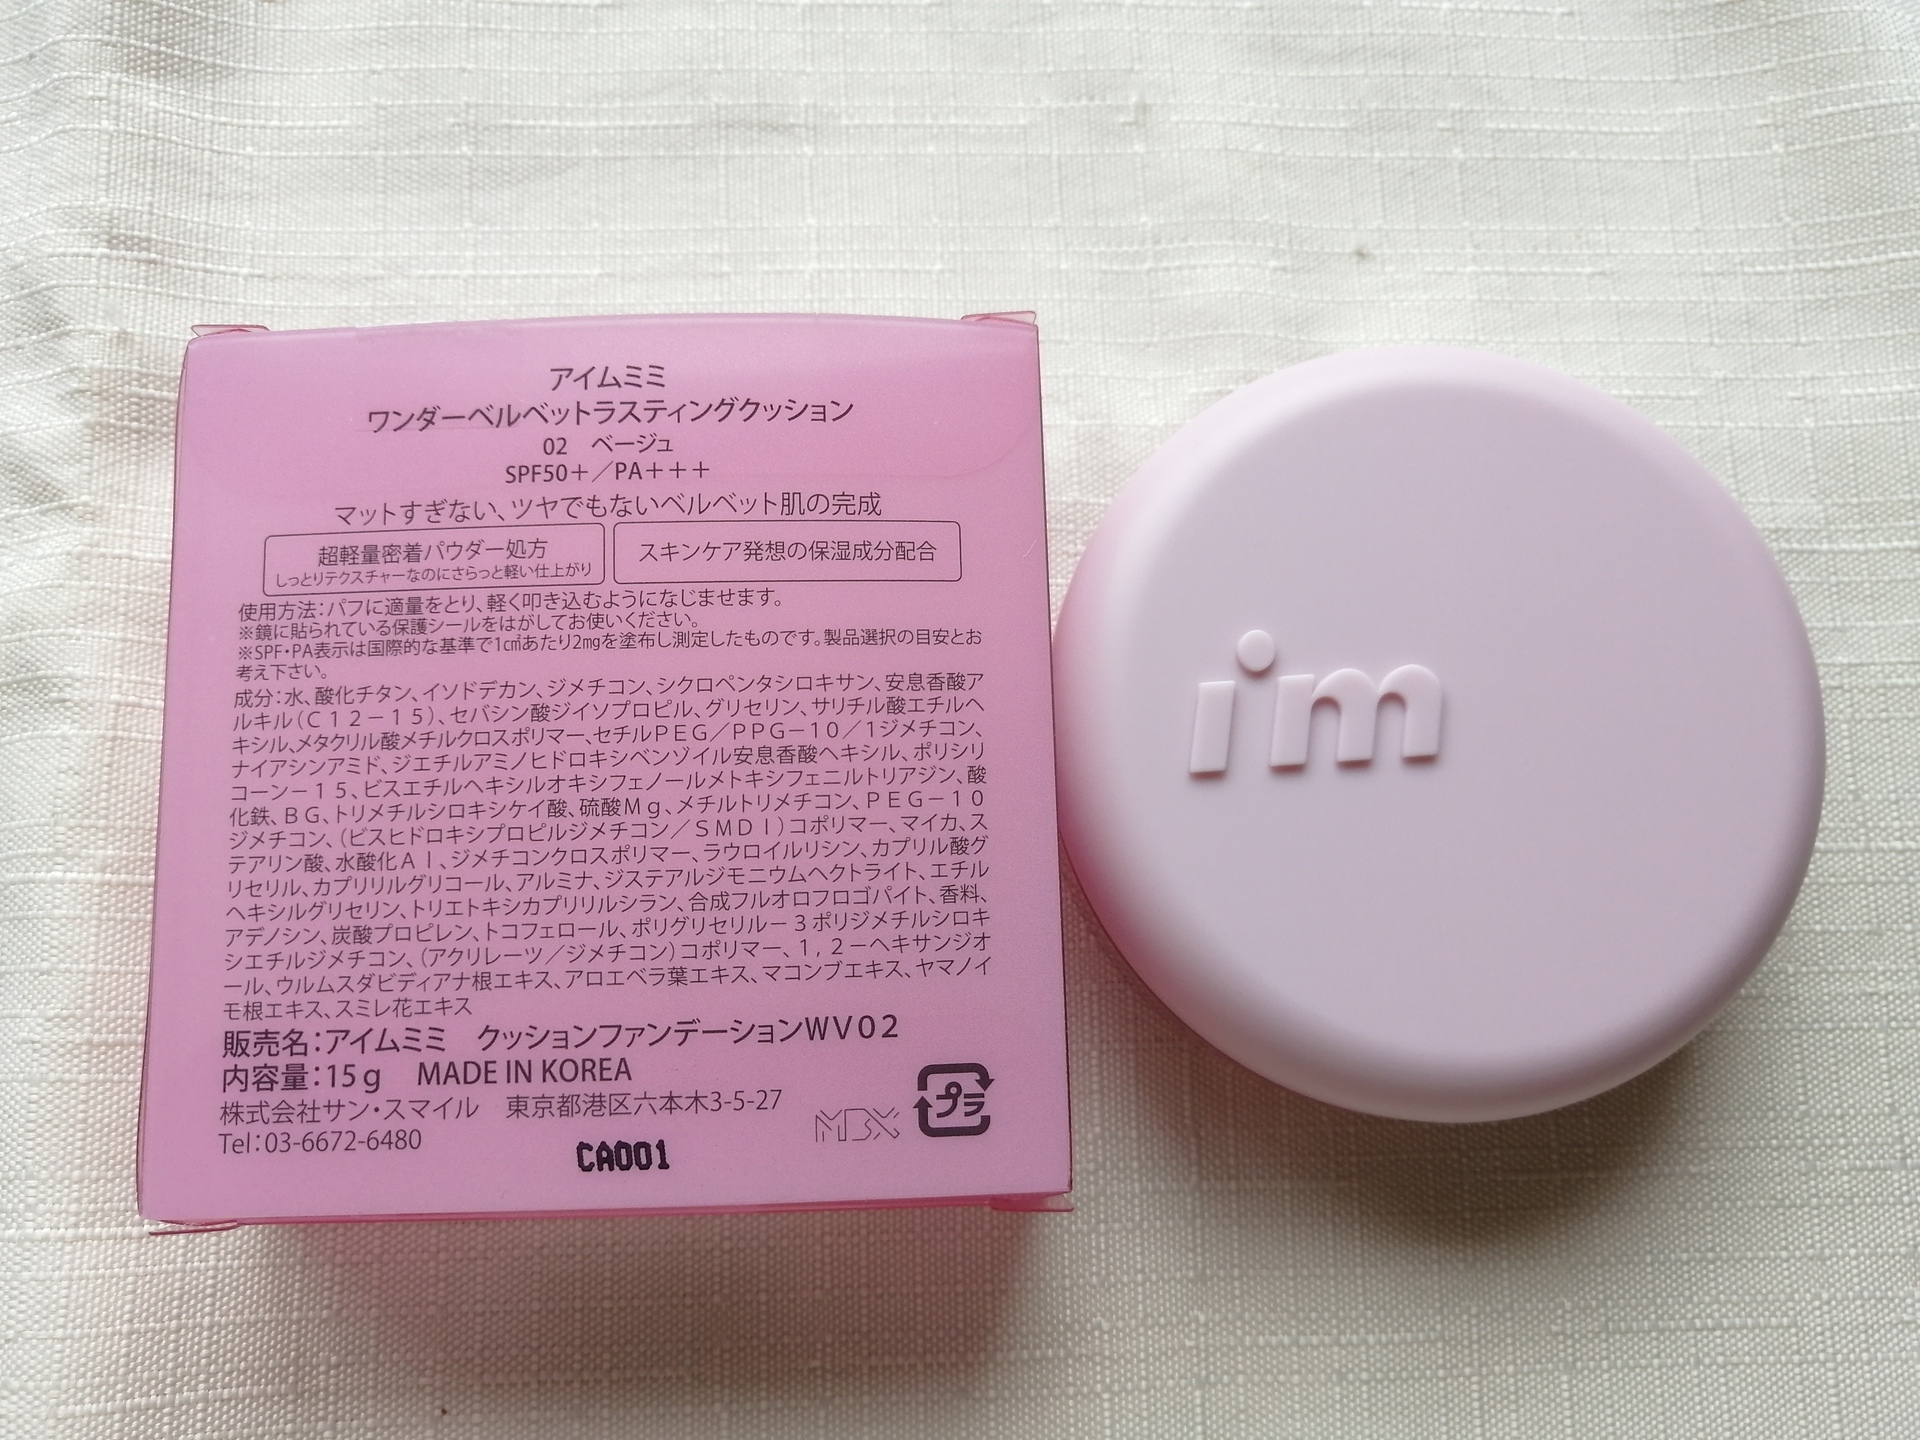 アイムミミ
ワンダーベルベットラスティングクッション
02　ベージュ
SPF50＋／PA＋＋＋
マットすぎない、ツヤでもないベルベット肌の完成
超軽量密着パウダー処方
しっとりテクスチャーなのにさらっと軽い仕上がり
スキンケア発想の保湿成分配合
使用方法：パフに適量をとり、軽く叩き込むようになじませます。
※鏡に貼られている保護シールをはがしてお使いください。
※SPF・PA表示は国際的な基準で1㎠あたり2㎎を塗布し測定したものです。製品選択の目安とお
考え下さい。
成分：水、酸化チタン、イソドデカン、ジメチコン、シクロペンタシロキサン、安息香酸ア
ルキル（Ｃ１２－１５）、セバシン酸ジイソプロピル、グリセリン、サリチル酸エチルヘ
キシル、メタクリル酸メチルクロスポリマー、セチルＰＥＧ／ＰＰＧ－１０／１ジメチコン、
ナイアシンアミド、ジエチルアミノヒドロキシベンゾイル安息香酸ヘキシル、ポリシリ
コーン－１５、ビスエチルヘキシルオキシフェノールメトキシフェニルトリアジン、酸
化鉄、ＢＧ、トリメチルシロキシケイ酸、硫酸Ｍｇ、メチルトリメチコン、ＰＥＧ－１０
ジメチコン、（ビスヒドロキシプロピルジメチコン／ＳＭＤＩ）コポリマー、マイカ、ス
テアリン酸、水酸化Ａｌ、ジメチコンクロスポリマー、ラウロイルリシン、カプリル酸グ
リセリル、カプリリルグリコール、アルミナ、ジステアルジモニウムヘクトライト、エチル
ヘキシルグリセリン、トリエトキシカプリリルシラン、合成フルオロフロゴパイト、香料、
アデノシン、炭酸プロピレン、トコフェロール、ポリグリセリル－３ポリジメチルシロキ
シエチルジメチコン、（アクリレーツ／ジメチコン）コポリマー、１，２－ヘキサンジオ
ール、ウルムスダビディアナ根エキス、アロエベラ葉エキス、マコンブエキス、ヤマノイ
モ根エキス、スミレ花エキス
販売名：アイムミミ　クッションファンデーションＷＶ０２
内容量：15ｇ　MADE IN KOREA
株式会社サン・スマイル　東京都港区六本木3-5-27
Tel：03-6672-6480
MBX
プラ
CA001
i'm